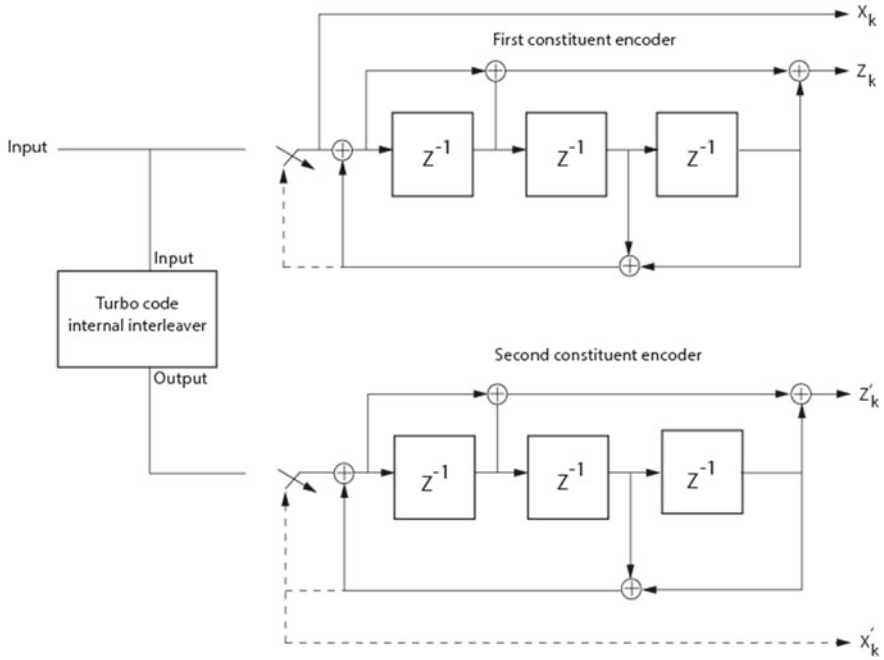 X_k
First constituent encoder
Z_k
Input
Z^-1 Z^-1 Z^-1
Input
Turbo code
internal interleaver
Output
Second constituent encoder
Z'_k
Z^-1 Z^-1 Z^-1
X'_k